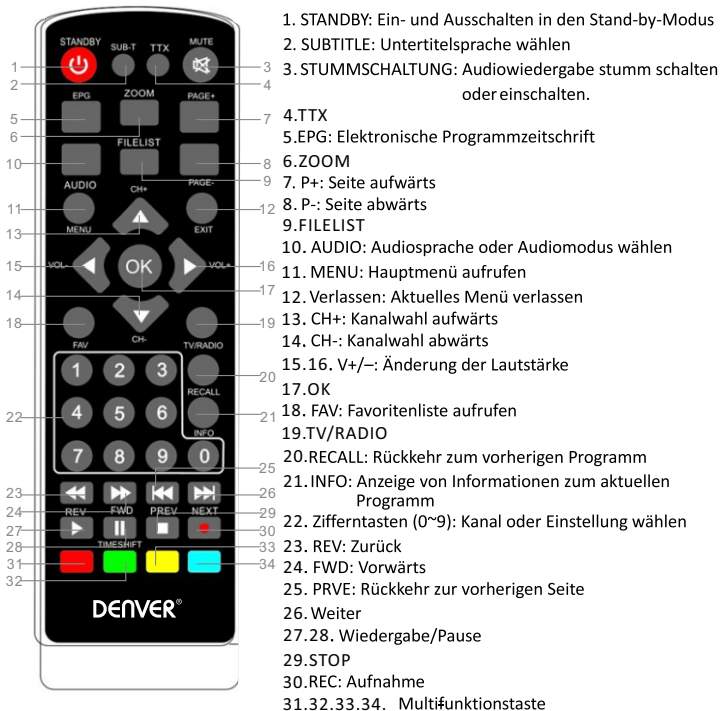 STANDBY
SUB-T
TTX
MUTE
1
2
3
4
EPG
ZOOM
PAGE+
5
6
7
FILELIST
10
8
9
AUDIO
CH+
PAGE-
11
12
MENU
EXIT
13
VOL-
OK
VOL+
15
16
14
17
18
19
FAV
CH-
TV/RADIO
1 2 3
20
RECALL
4 5 6
22
21
INFO
7 8 9 0
25
23
26
REV FWD PREV NEXT
24
29
27
30
TIMESHIFT
28
33
31
34
32
DENVER®
1. STANDBY: Ein- und Ausschalten in den Stand-by-Modus
2. SUBTITLE: Untertitelsprache wählen
3. STUMMSCHALTUNG: Audiowiedergabe stumm schalten
oder einschalten.
4.TTX
5.EPG: Elektronische Programmzeitschrift
6.ZOOM
7. P+: Seite aufwärts
8. P-: Seite abwärts
9.FILELIST
10. AUDIO: Audiosprache oder Audiomodus wählen
11. MENU: Hauptmenü aufrufen
12. Verlassen: Aktuelles Menü verlassen
13. CH+: Kanalwahl aufwärts
14. CH-: Kanalwahl abwärts
15.16. V+/–: Änderung der Lautstärke
17.OK
18. FAV: Favoritenliste aufrufen
19.TV/RADIO
20.RECALL: Rückkehr zum vorherigen Programm
21.INFO: Anzeige von Informationen zum aktuellen
Programm
22. Zifferntasten (0~9): Kanal oder Einstellung wählen
23. REV: Zurück
24. FWD: Vorwärts
25. PRVE: Rückkehr zur vorherigen Seite
26. Weiter
27.28. Wiedergabe/Pause
29.STOP
30.REC: Aufnahme
31.32.33.34. Multifunktionstaste